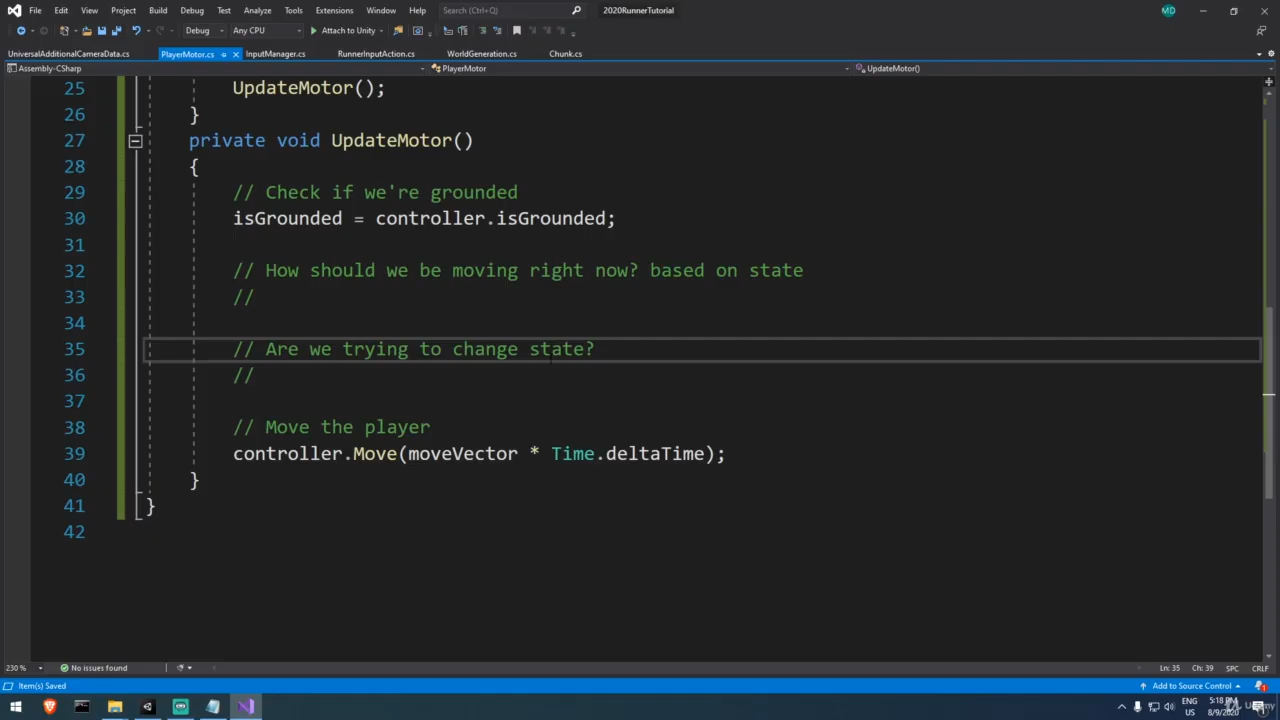 File Edit View Project Build Debug Test Analyze Tools Extensions Window Help Search (Ctrl+Q) 2020RunnerTutorial MD
Debug Any CPU Attach to Unity
UniversalAdditionalCameraData.cs PlayerMotor.cs InputManager.cs RunnerInputAction.cs WorldGeneration.cs Chunk.cs
Assembly-CSharp PlayerMotor UpdateMotor()
25 UpdateMotor();
26 }
27 private void UpdateMotor()
28 {
29 // Check if we're grounded
30 isGrounded = controller.isGrounded;
31
32 // How should we be moving right now? based on state
33 //
34
35 // Are we trying to change state?
36 //
37
38 // Move the player
39 controller.Move(moveVector * Time.deltaTime);
40 }
41 }
42
230 % No issues found Ln: 35 Ch: 39 SPC CRLF
Item(s) Saved Add to Source Control 1
ENG 5:18 PM
US 8/9/2020
Udemy